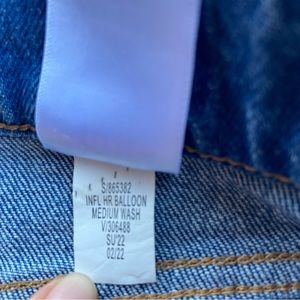 S/865382
INFL HR BALLOON
MEDIUM WASH
V/306488
SU'22
02/22